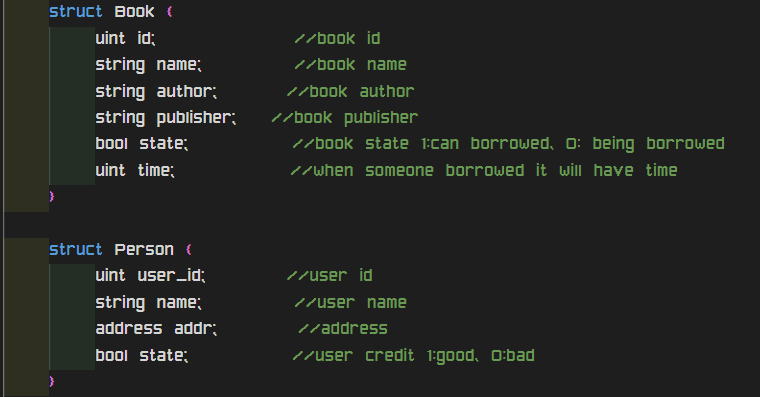 struct Book {
uint id; //book id
string name; //book name
string author; //book author
string publisher; //book publisher
bool state; //book state 1:can borrowed、0: being borrowed
uint time; //when someone borrowed it will have time
}
struct Person {
uint user_id; //user id
string name; //user name
address addr; //address
bool state; //user credit 1:good、0:bad
}